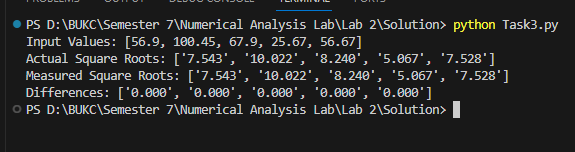 PS D:\BUKC\Semester 7\Numerical Analysis Lab\Lab 2\Solution> python Task3.py
Input Values: [56.9, 100.45, 67.9, 25.67, 56.67]
Actual Square Roots: ['7.543', '10.022', '8.240', '5.067', '7.528']
Measured Square Roots: ['7.543', '10.022', '8.240', '5.067', '7.528']
Differences: ['0.000', '0.000', '0.000', '0.000', '0.000']
PS D:\BUKC\Semester 7\Numerical Analysis Lab\Lab 2\Solution>